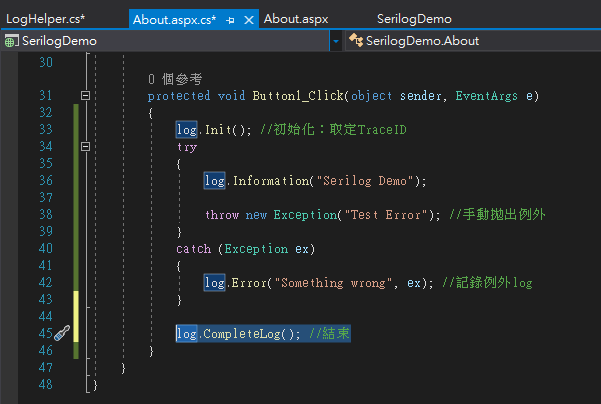 LogHelper.cs* About.aspx.cs* About.aspx SerilogDemo
SerilogDemo SerilogDemo.About
30
0 個參考
31 protected void Button1_Click(object sender, EventArgs e)
32 {
33 log.Init(); //初始化：取定TraceID
34 try
35 {
36 log.Information("Serilog Demo");
37
38 throw new Exception("Test Error"); //手動拋出例外
39 }
40 catch (Exception ex)
41 {
42 log.Error("Something wrong", ex); //記錄例外log
43 }
44
45 log.CompleteLog(); //結束
46 }
47 }
48 }